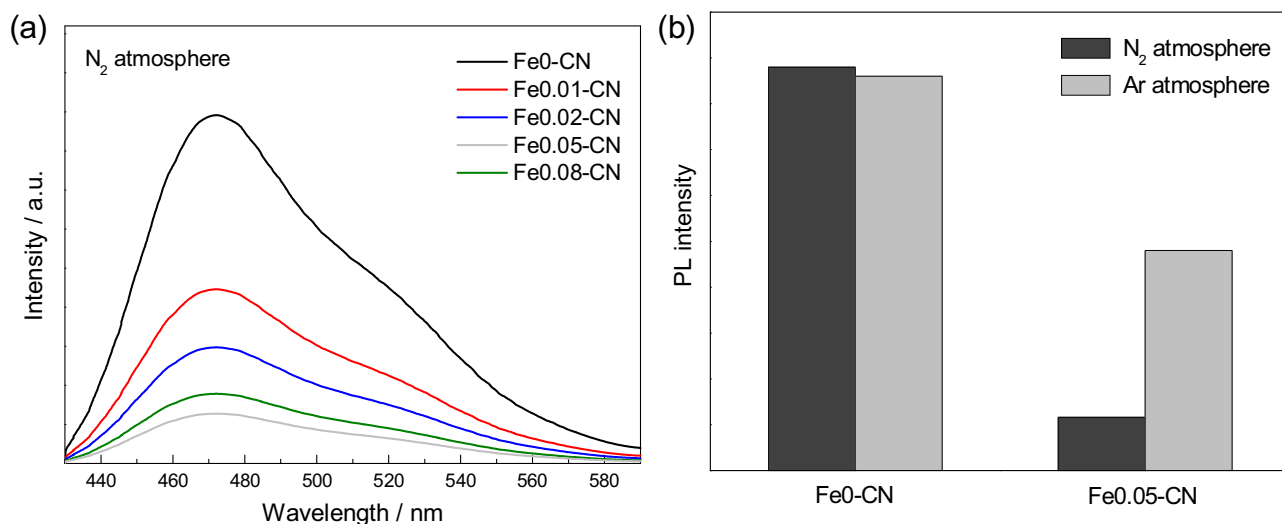 (a)
N₂ atmosphere
Fe0-CN
Fe0.01-CN
Fe0.02-CN
Fe0.05-CN
Fe0.08-CN
Intensity / a.u.
440 460 480 500 520 540 560 580
Wavelength / nm
(b)
N₂ atmosphere
Ar atmosphere
PL intensity
Fe0-CN Fe0.05-CN